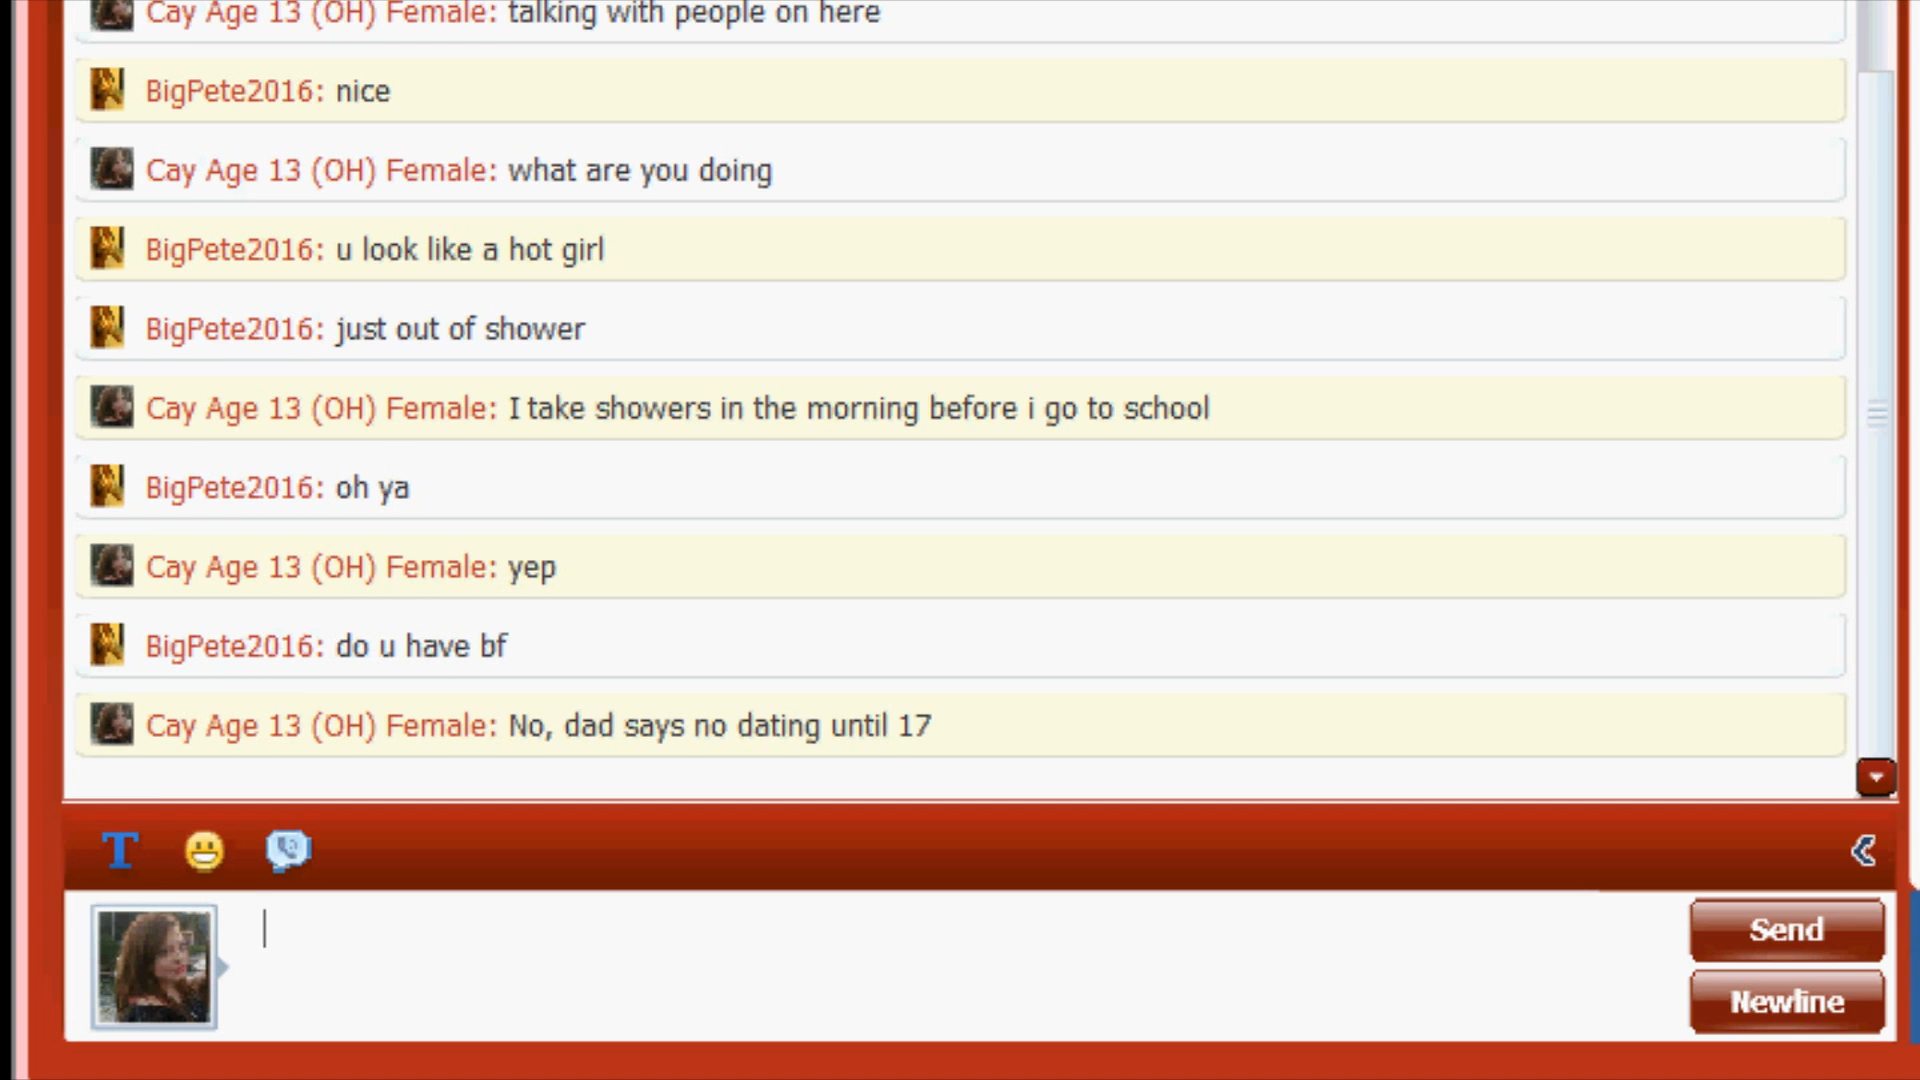 Cay Age 13 (OH) Female: talking with people on here
BigPete2016: nice
Cay Age 13 (OH) Female: what are you doing
BigPete2016: u look like a hot girl
BigPete2016: just out of shower
Cay Age 13 (OH) Female: I take showers in the morning before i go to school
BigPete2016: oh ya
Cay Age 13 (OH) Female: yep
BigPete2016: do u have bf
Cay Age 13 (OH) Female: No, dad says no dating until 17
T
Send
Newline